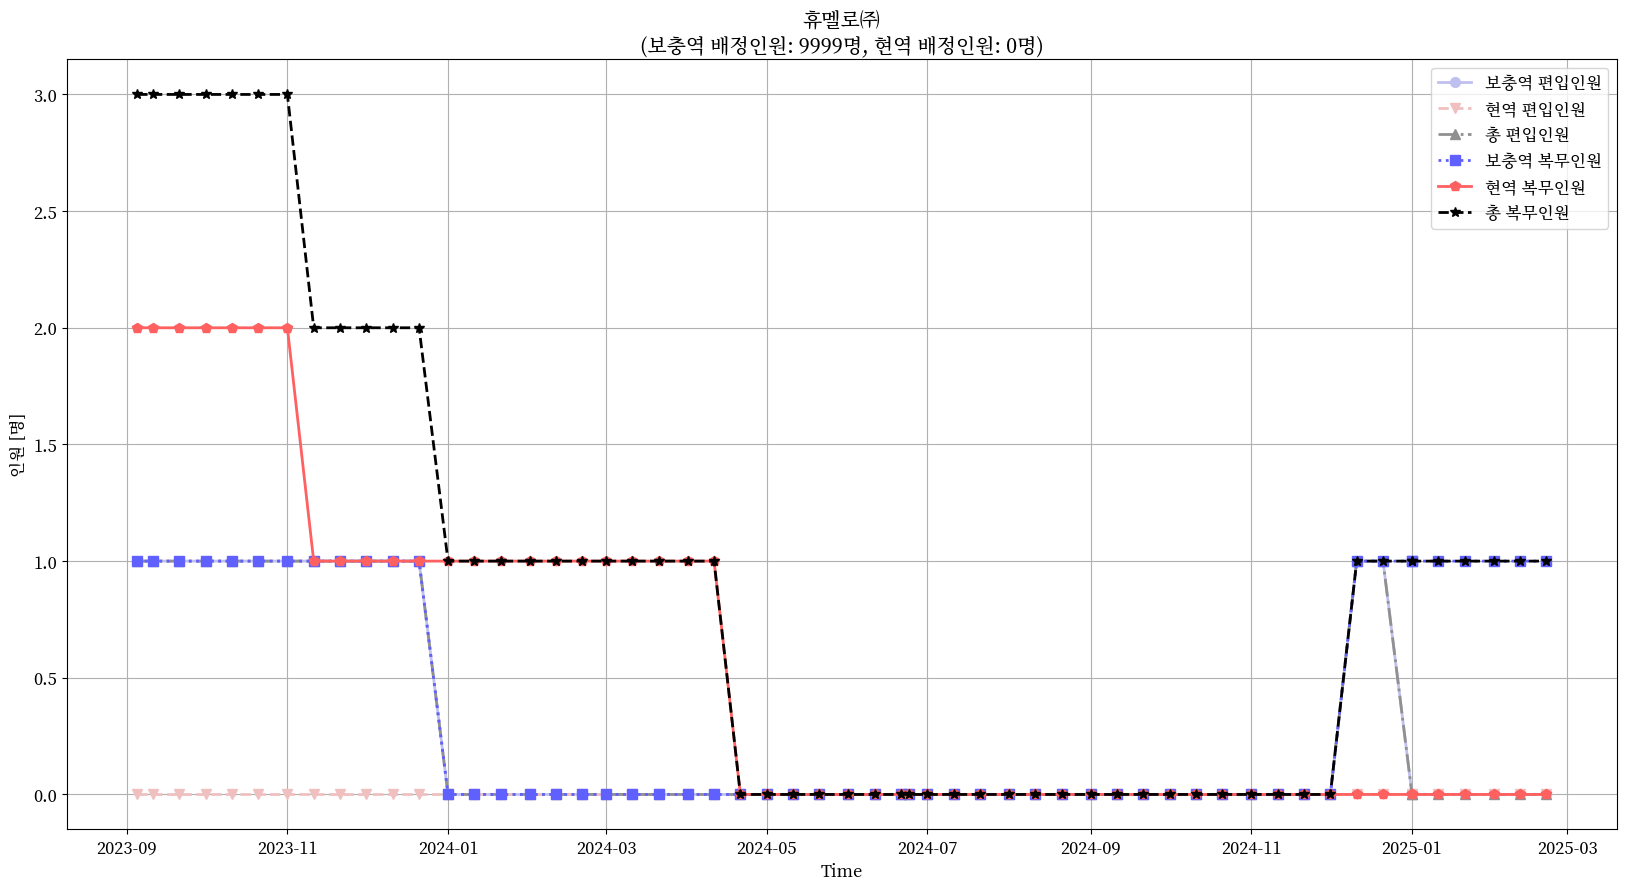 휴멜로㈜
(보충역 배정인원: 9999명, 현역 배정인원: 0명)
보충역 편입인원
현역 편입인원
총 편입인원
보충역 복무인원
현역 복무인원
총 복무인원
3.0
2.5
2.0
1.5
1.0
0.5
0.0
인원 [명]
2023-09 2023-11 2024-01 2024-03 2024-05 2024-07 2024-09 2024-11 2025-01 2025-03
Time